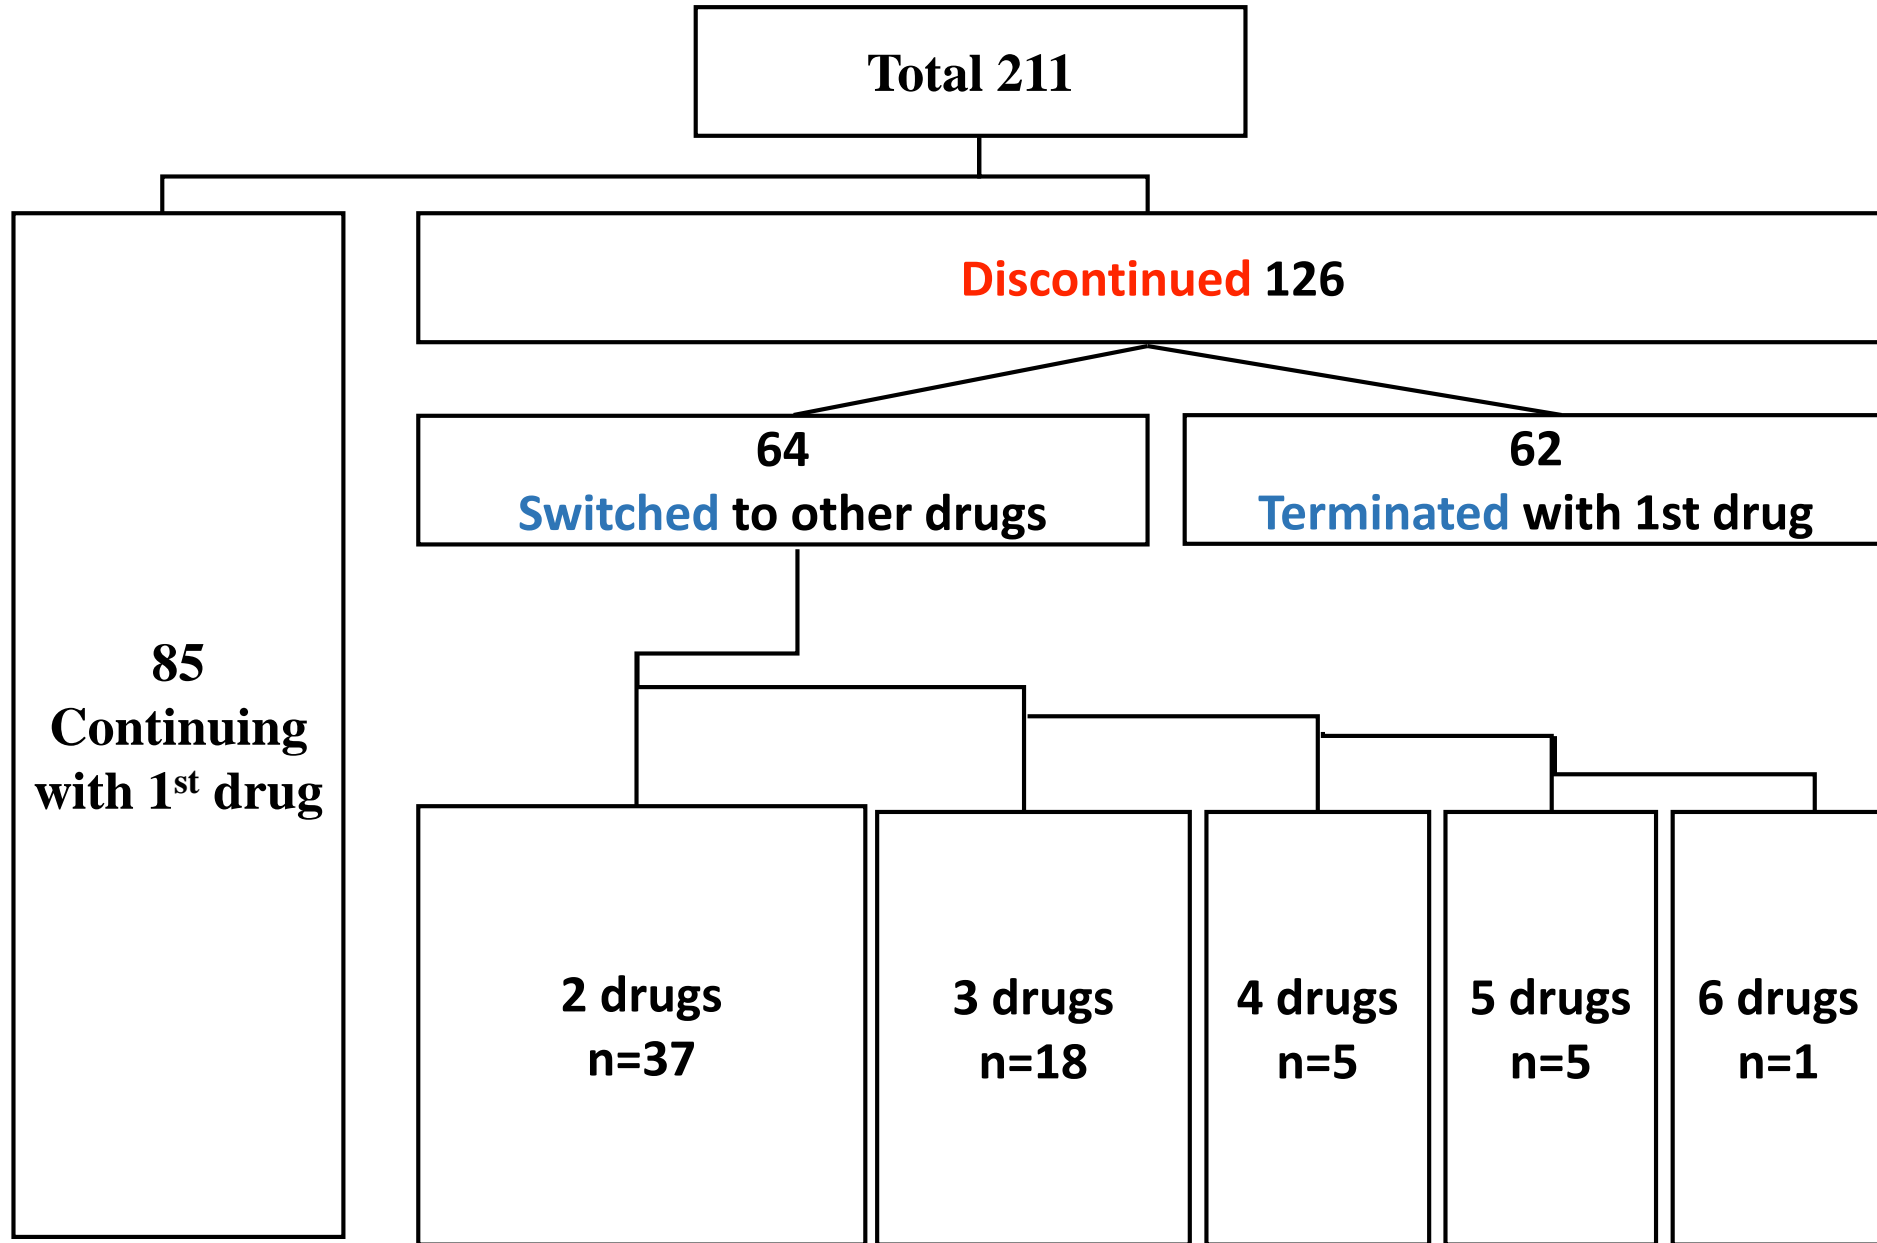 Total 211
Discontinued 126
64
Switched to other drugs
62
Terminated with 1st drug
85
Continuing
with 1st drug
2 drugs
n=37
3 drugs
n=18
4 drugs
n=5
5 drugs
n=5
6 drugs
n=1